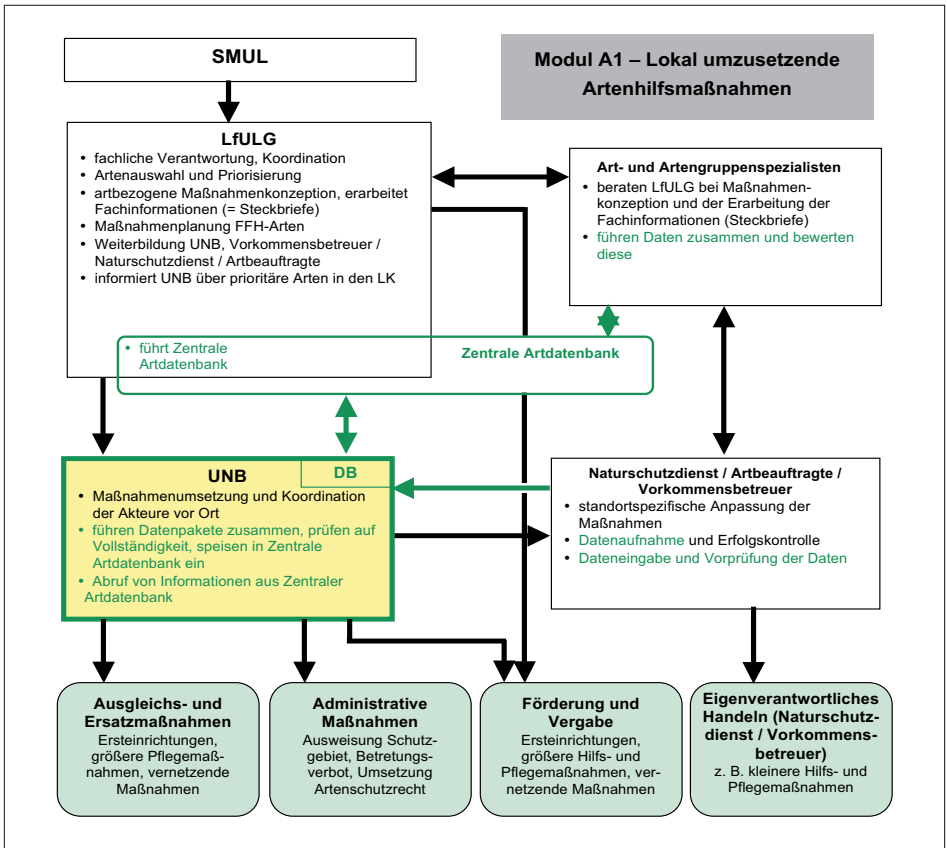 SMUL
Modul A1 – Lokal umzusetzende
Artenhilfsmaßnahmen
LfULG
• fachliche Verantwortung, Koordination
• Artenauswahl und Priorisierung
• artbezogene Maßnahmenkonzeption, erarbeitet
Fachinformationen (= Steckbriefe)
• Maßnahmenplanung FFH-Arten
• Weiterbildung UNB, Vorkommensbetreuer /
Naturschutzdienst / Artbeauftragte
• informiert UNB über prioritäre Arten in den LK
Art- und Artengruppenspezialisten
• beraten LfULG bei Maßnahmen-
konzeption und der Erarbeitung der
Fachinformationen (Steckbriefe)
• führen Daten zusammen und bewerten
diese
• führt Zentrale
Artdatenbank
Zentrale Artdatenbank
UNB
DB
• Maßnahmenumsetzung und Koordination
der Akteure vor Ort
• führen Datenpakete zusammen, prüfen auf
Vollständigkeit, speisen in Zentrale
Artdatenbank ein
• Abruf von Informationen aus Zentraler
Artdatenbank
Naturschutzdienst / Artbeauftragte /
Vorkommensbetreuer
• standortspezifische Anpassung der
Maßnahmen
• Datenaufnahme und Erfolgskontrolle
• Dateneingabe und Vorprüfung der Daten
Ausgleichs- und
Ersatzmaßnahmen
Ersteinrichtungen,
größere Pflegemaß-
nahmen, vernetzende
Maßnahmen
Administrative
Maßnahmen
Ausweisung Schutz-
gebiet, Betretungs-
verbot, Umsetzung
Artenschutzrecht
Förderung und
Vergabe
Ersteinrichtungen,
größere Hilfs- und
Pflegemaßnahmen, ver-
netzende Maßnahmen
Eigenverantwortliches
Handeln (Naturschutz-
dienst / Vorkommens-
betreuer)
z. B. kleinere Hilfs- und
Pflegemaßnahmen